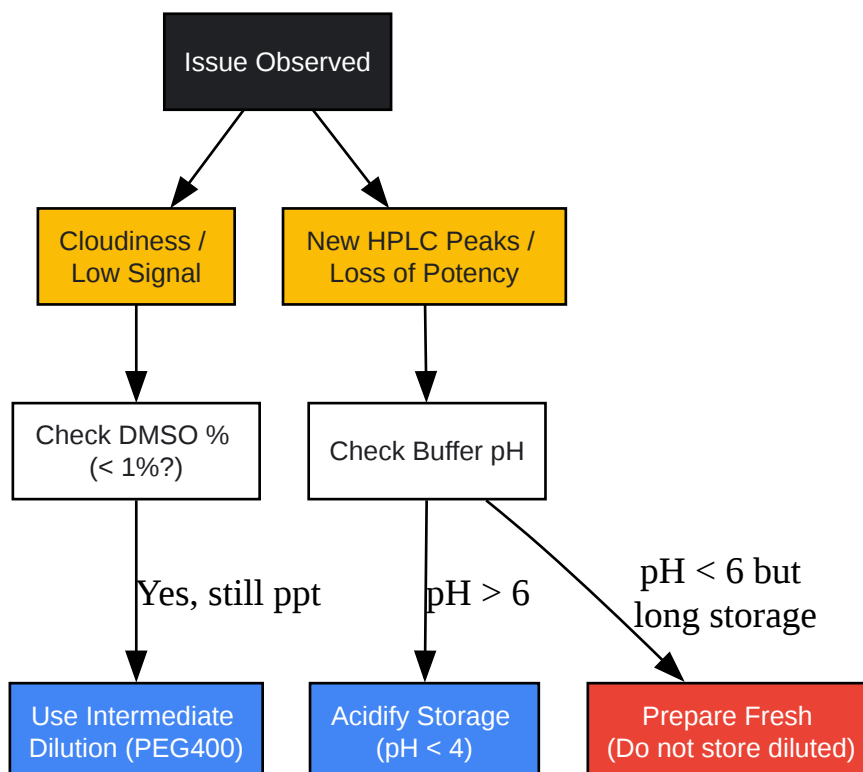 Issue Observed
Cloudiness /
Low Signal
New HPLC Peaks /
Loss of Potency
Check DMSO %
(< 1%?)
Check Buffer pH
Yes, still ppt
pH > 6
pH < 6 but
long storage
Use Intermediate
Dilution (PEG400)
Acidify Storage
(pH < 4)
Prepare Fresh
(Do not store diluted)